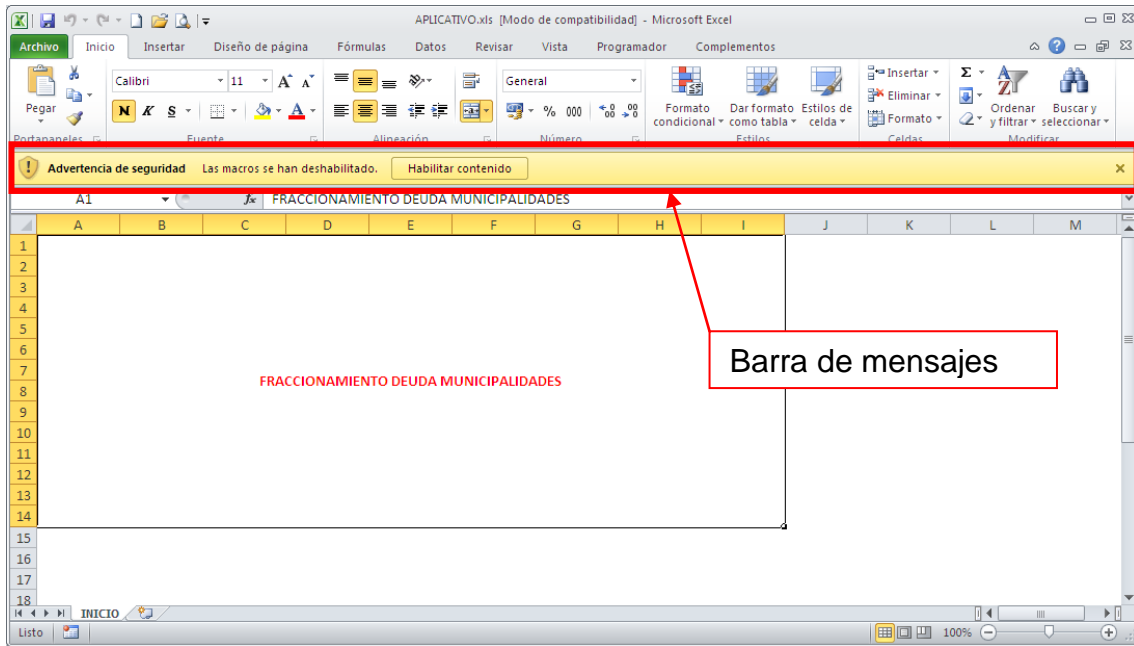 APLICATIVO.xls [Modo de compatibilidad] - Microsoft Excel
Archivo Inicio Insertar Diseño de página Fórmulas Datos Revisar Vista Programador Complementos
Calibri 11 A A General Insertar Σ
Pegar N K S A % 000 Formato condicional Dar formato como tabla Estilos de celda Eliminar Formato Ordenar y filtrar Buscar y seleccionar
Portapapeles Fuente Alineación Número Estilos Celdas Modificar
Advertencia de seguridad Las macros se han deshabilitado. Habilitar contenido
A1 fx FRACCIONAMIENTO DEUDA MUNICIPALIDADES
A B C D E F G H I J K L M
1
2
3
4
5
6
7
8
9
10
11
12
13
14
15
16
17
18
FRACCIONAMIENTO DEUDA MUNICIPALIDADES
Barra de mensajes
INICIO
Listo 100%